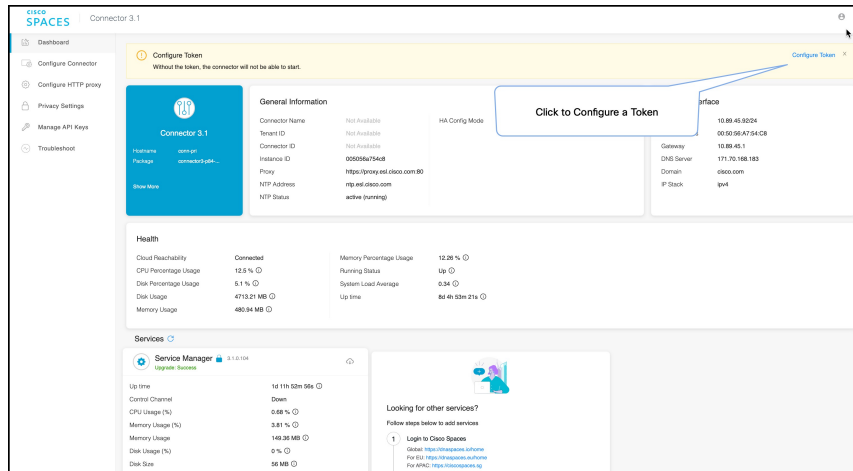 CISCO
SPACES
Connector 3.1
Dashboard
Configure Connector
Configure HTTP proxy
Privacy Settings
Manage API Keys
Troubleshoot
Configure Token
Without the token, the connector will not be able to start.
Configure Token ×
Click to Configure a Token
Connector 3.1
Hostname conn-pri
Package connector3-p84-...
Show More
General Information
Connector Name Not Available
Tenant ID Not Available
Connector ID Not Available
Instance ID 005056a754c8
Proxy https://proxy.esl.cisco.com:80
NTP Address ntp.esl.cisco.com
NTP Status active (running)
HA Config Mode
erface
10.89.45.92/24
00:50:56:A7:54:C8
Gateway 10.89.45.1
DNS Server 171.70.168.183
Domain cisco.com
IP Stack ipv4
Health
Cloud Reachability Connected
CPU Percentage Usage 12.5 %
Disk Percentage Usage 5.1 %
Disk Usage 4713.21 MB
Memory Usage 480.94 MB
Memory Percentage Usage 12.26 %
Running Status Up
System Load Average 0.34
Up time 8d 4h 53m 21s
Services
Service Manager 3.1.0.104
Upgrade: Success
Up time 1d 11h 52m 56s
Control Channel Down
CPU Usage (%) 0.68 %
Memory Usage (%) 3.81 %
Memory Usage 149.36 MB
Disk Usage (%) 0 %
Disk Size 56 MB
Looking for other services?
Follow steps below to add services
1 Login to Cisco Spaces
Global: https://dnaspaces.io/home
For EU: https://dnaspaces.eu/home
For APAC: https://ciscospaces.sg